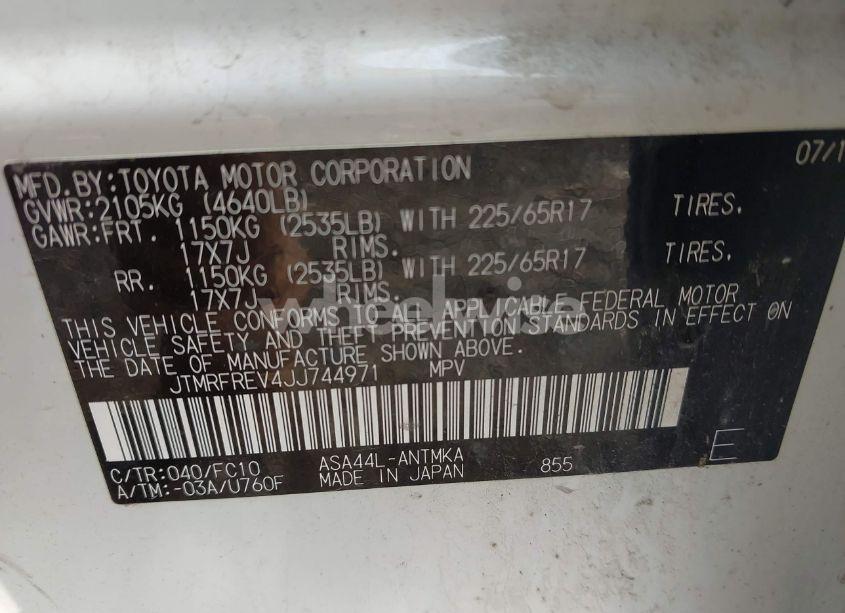 07/1
MFD.BY:TOYOTA MOTOR CORPORATION
GVWR:2105KG (4640LB)
GAWR:FRT. 1150KG (2535LB) WITH 225/65R17 TIRES.
17X7J RIMS.
RR. 1150KG (2535LB) WITH 225/65R17 TIRES.
17X7J RIMS.
THIS VEHICLE CONFORMS TO ALL APPLICABLE FEDERAL MOTOR
VEHICLE SAFETY AND THEFT PREVENTION STANDARDS IN EFFECT ON
THE DATE OF MANUFACTURE SHOWN ABOVE.
JTMRFREV4JJ744971 MPV
C/TR:040/FC10 ASA44L-ANTMKA 855 E
A/TM:-03A/U760F MADE IN JAPAN